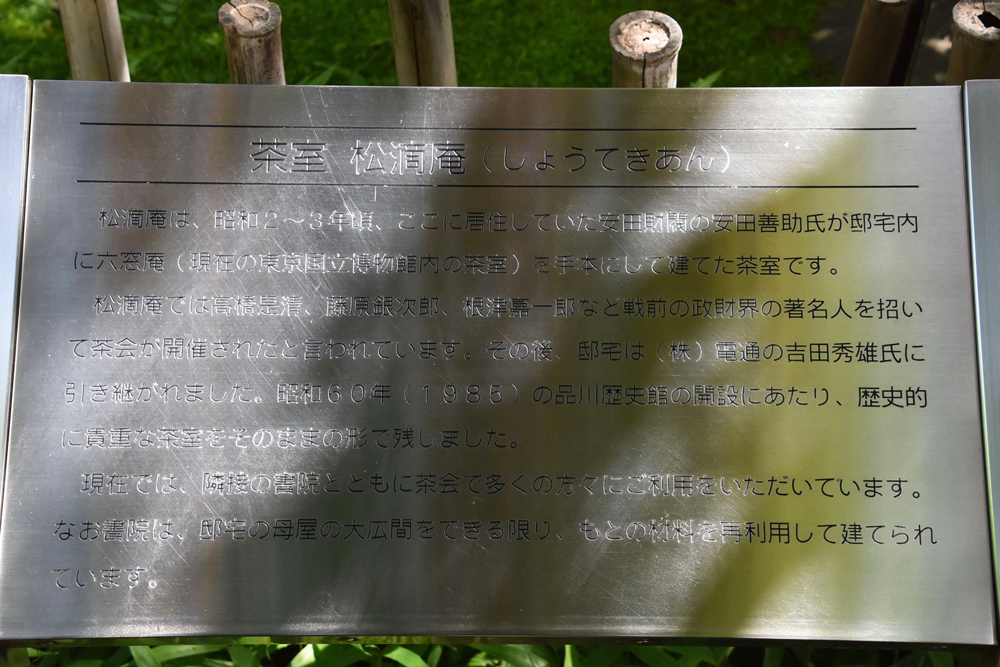 茶室 松滴庵（しょうてきあん）
松滴庵は、昭和２～３年頃、ここに居住していた安田財閥の安田善助氏が邸宅内
に六窓庵（現在の東京国立博物館内の茶室）を手本にして建てた茶室です。
松滴庵では高橋是清、藤原銀次郎、根津嘉一郎など戦前の政財界の著名人を招い
て茶会が開催されたと言われています。その後、邸宅は（株）電通の吉田秀雄氏に
引き継がれました。昭和６０年（１９８５）の品川歴史館の開設にあたり、歴史的
に貴重な茶室をそのままの形で残しました。
現在では、隣接の書院とともに茶会で多くの方々にご利用をいただいています。
なお書院は、邸宅の母屋の大広間をできる限り、もとの材料を再利用して建てられ
ています。